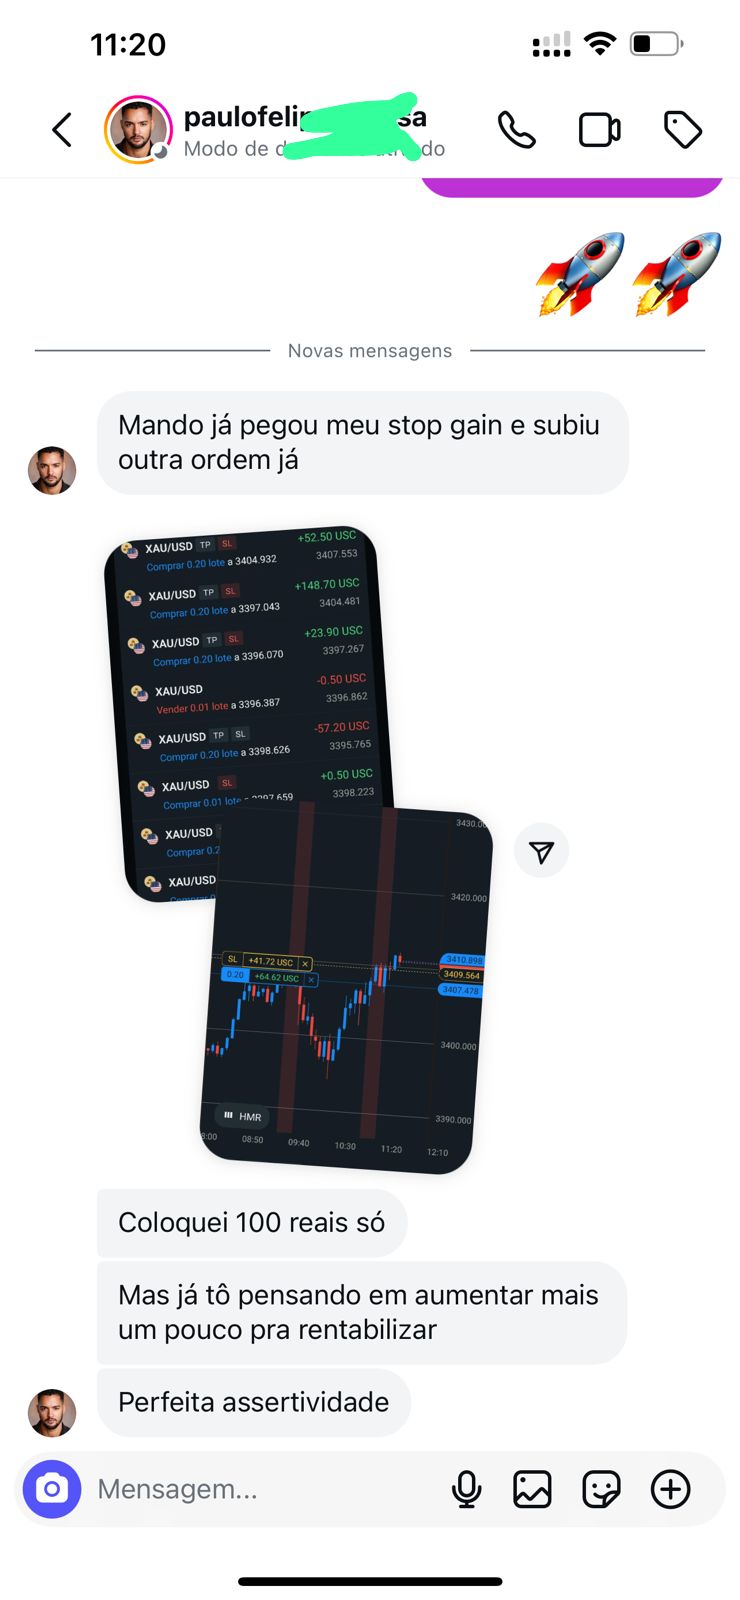 11:20
paulofelip sa
Modo de d do
Novas mensagens
Mando já pegou meu stop gain e subiu
outra ordem já
XAU/USD TP SL +52.50 USC
Comprar 0.20 lote a 3404.932 3407.553
XAU/USD TP SL +148.70 USC
Comprar 0.20 lote a 3397.043 3404.481
XAU/USD TP SL +23.90 USC
Comprar 0.20 lote a 3396.070 3397.267
XAU/USD -0.50 USC
Vender 0.01 lote a 3396.387 3396.862
XAU/USD TP SL -57.20 USC
Comprar 0.20 lote a 3398.626 3395.765
XAU/USD SL +0.50 USC
Comprar 0.01 lote 3398.223
XAU/USD
Comprar 0.2
XAU/USD
3430.00
3420.000
SL +41.72 USC ×
0.20 +64.62 USC ×
3410.898
3409.564
3407.478
3400.000
3390.000
HMR
8:00 08:50 09:40 10:30 11:20 12:10
Coloquei 100 reais só
Mas já tô pensando em aumentar mais
um pouco pra rentabilizar
Perfeita assertividade
Mensagem...